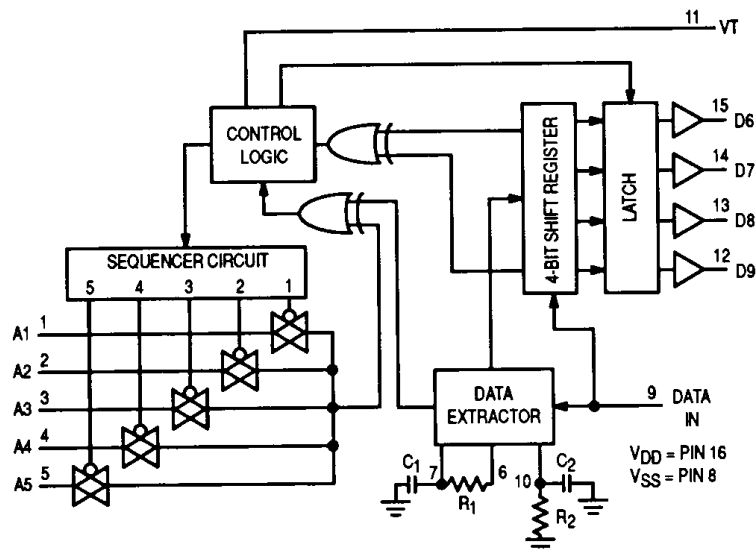 11 VT
CONTROL LOGIC
4-BIT SHIFT REGISTER
LATCH
15 D6
14 D7
13 D8
12 D9
SEQUENCER CIRCUIT
5 4 3 2 1
A1 1
A2 2
A3 3
A4 4
A5 5
DATA EXTRACTOR
9 DATA IN
C1 7 R1 6
10 C2 R2
VDD = PIN 16
VSS = PIN 8